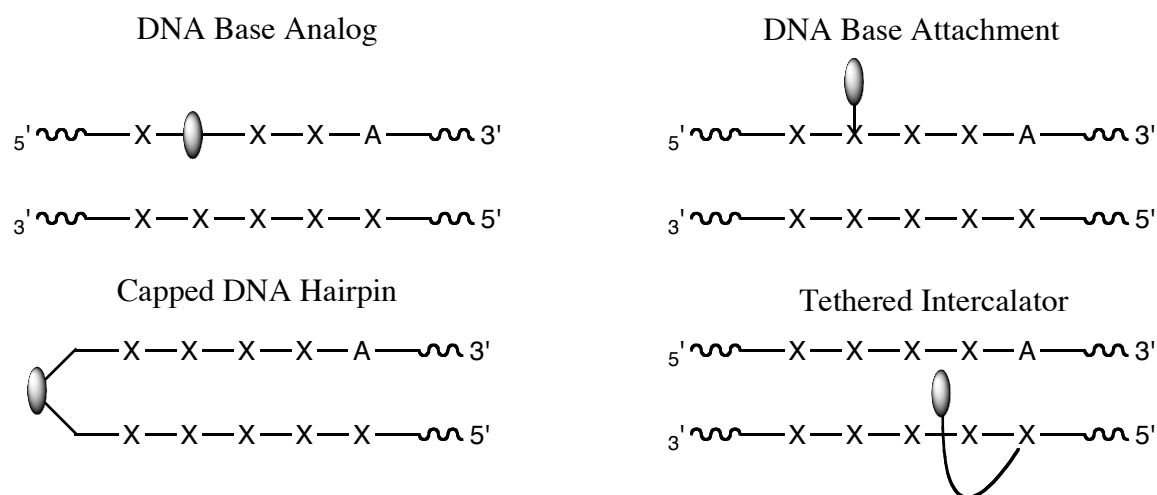 DNA Base Analog
5' X X X A 3'
3' X X X X X 5'
DNA Base Attachment
5' X X X X A 3'
3' X X X X X 5'
Capped DNA Hairpin
X X X X A 3'
X X X X X 5'
Tethered Intercalator
5' X X X X A 3'
3' X X X X X 5'